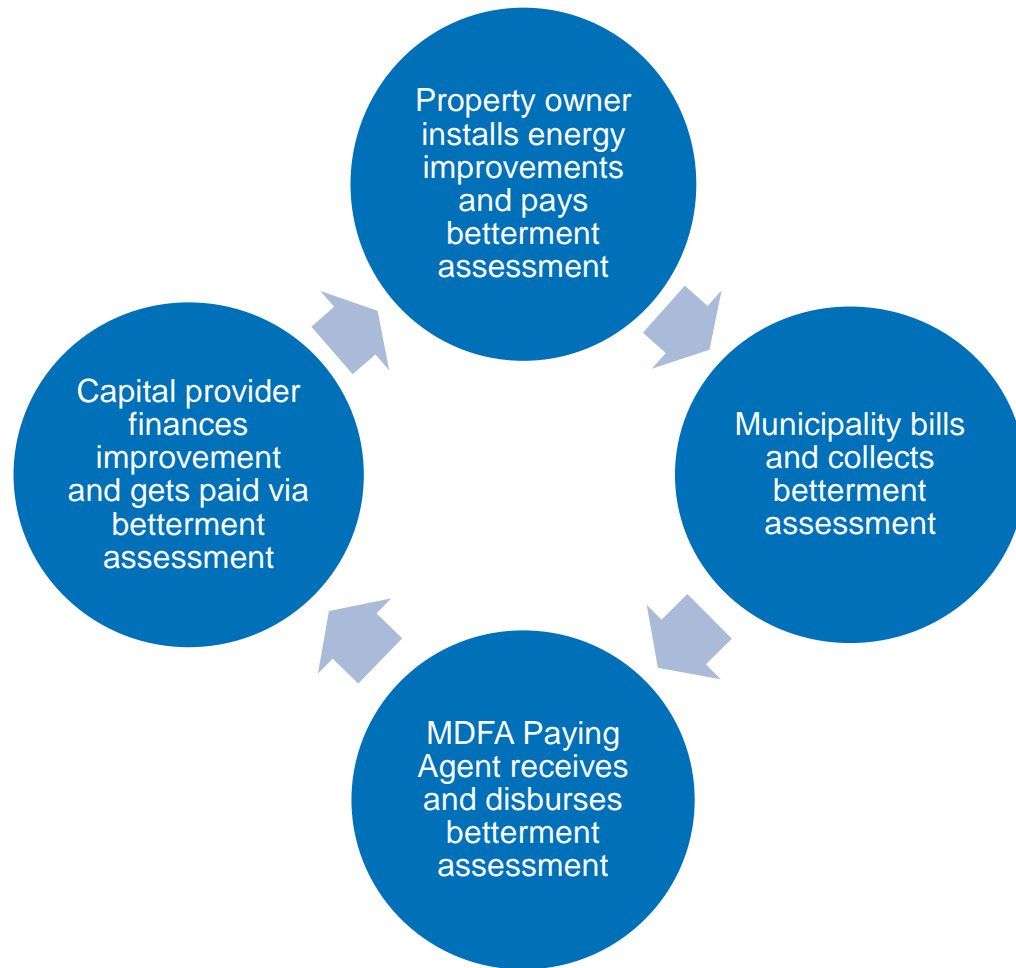 Property owner
installs energy
improvements
and pays
betterment
assessment
Municipality bills
and collects
betterment
assessment
MDFA Paying
Agent receives
and disburses
betterment
assessment
Capital provider
finances
improvement
and gets paid via
betterment
assessment